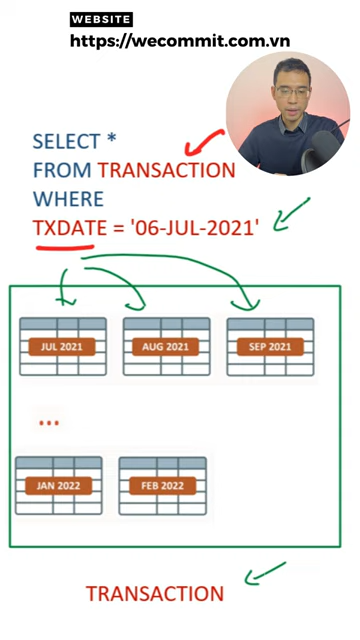 WEBSITE
https://wecommit.com.vn
SELECT *
FROM TRANSACTION
WHERE
TXDATE = '06-JUL-2021'
JUL 2021
AUG 2021
SEP 2021
...
JAN 2022
FEB 2022
TRANSACTION